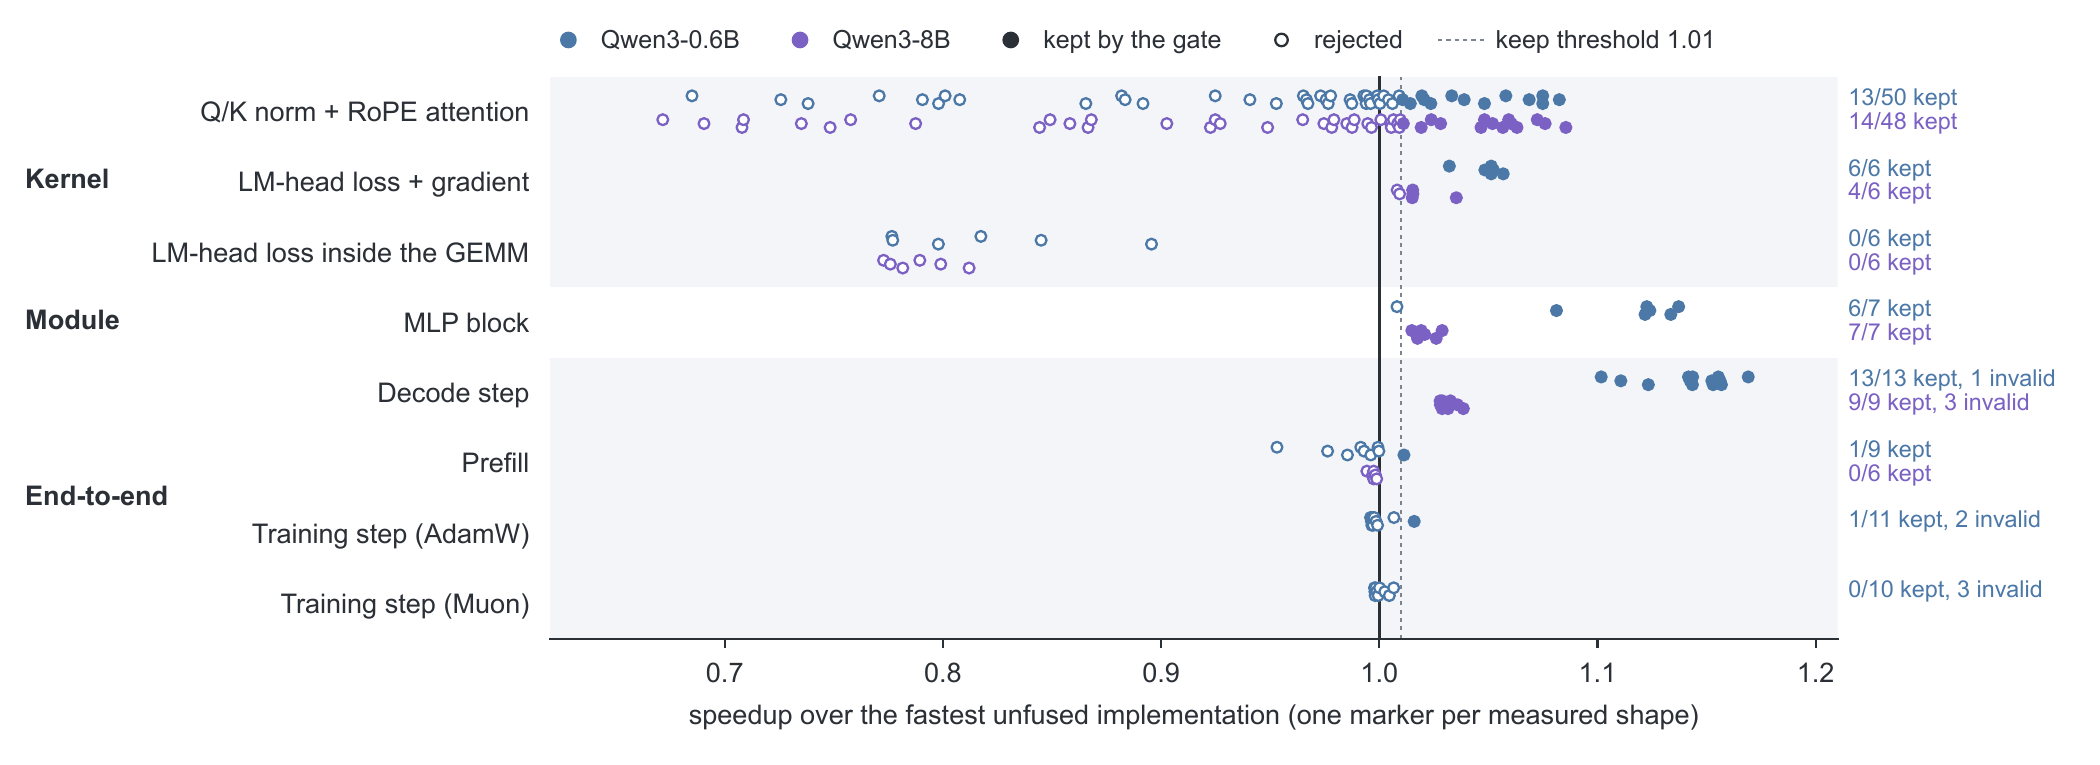 Qwen3-0.6B Qwen3-8B kept by the gate rejected keep threshold 1.01
Q/K norm + RoPE attention
13/50 kept
14/48 kept
Kernel
LM-head loss + gradient
6/6 kept
4/6 kept
LM-head loss inside the GEMM
0/6 kept
0/6 kept
Module
MLP block
6/7 kept
7/7 kept
Decode step
13/13 kept, 1 invalid
9/9 kept, 3 invalid
Prefill
1/9 kept
0/6 kept
End-to-end
Training step (AdamW)
1/11 kept, 2 invalid
Training step (Muon)
0/10 kept, 3 invalid
0.7 0.8 0.9 1.0 1.1 1.2
speedup over the fastest unfused implementation (one marker per measured shape)